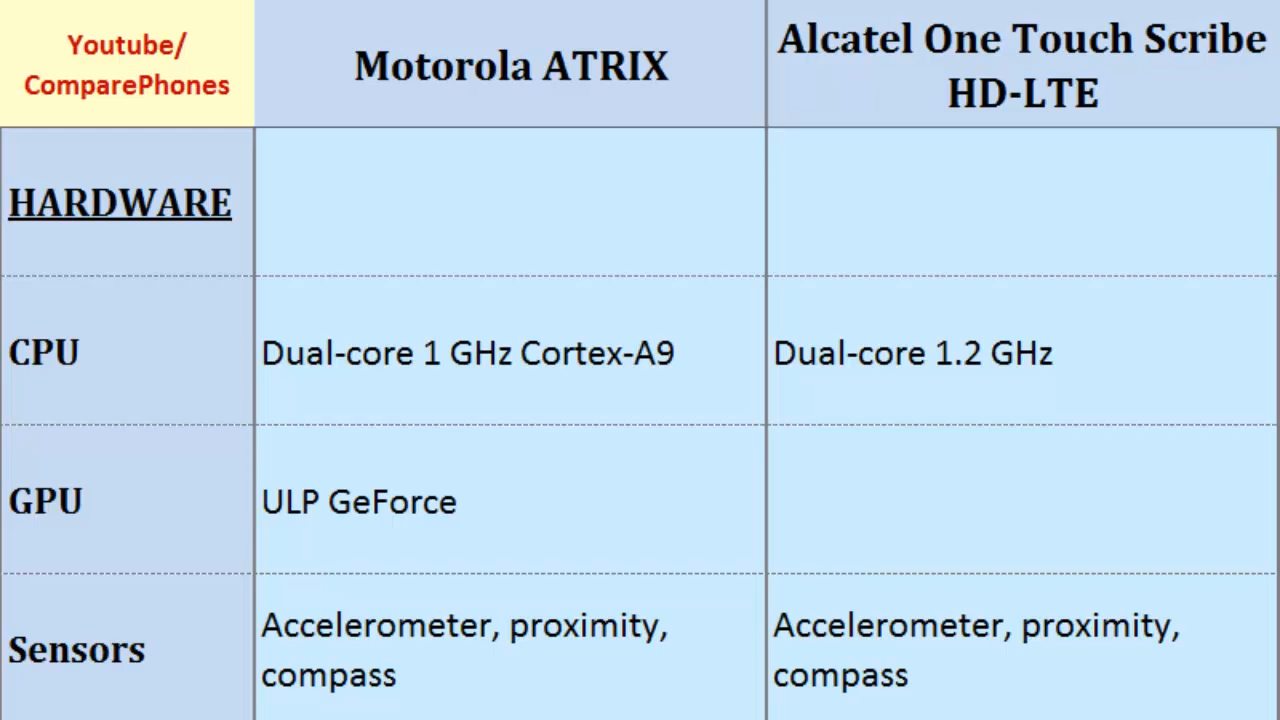 Youtube/
ComparePhones
Motorola ATRIX
Alcatel One Touch Scribe
HD-LTE
HARDWARE
CPU
Dual-core 1 GHz Cortex-A9
Dual-core 1.2 GHz
GPU
ULP GeForce
Sensors
Accelerometer, proximity,
compass
Accelerometer, proximity,
compass